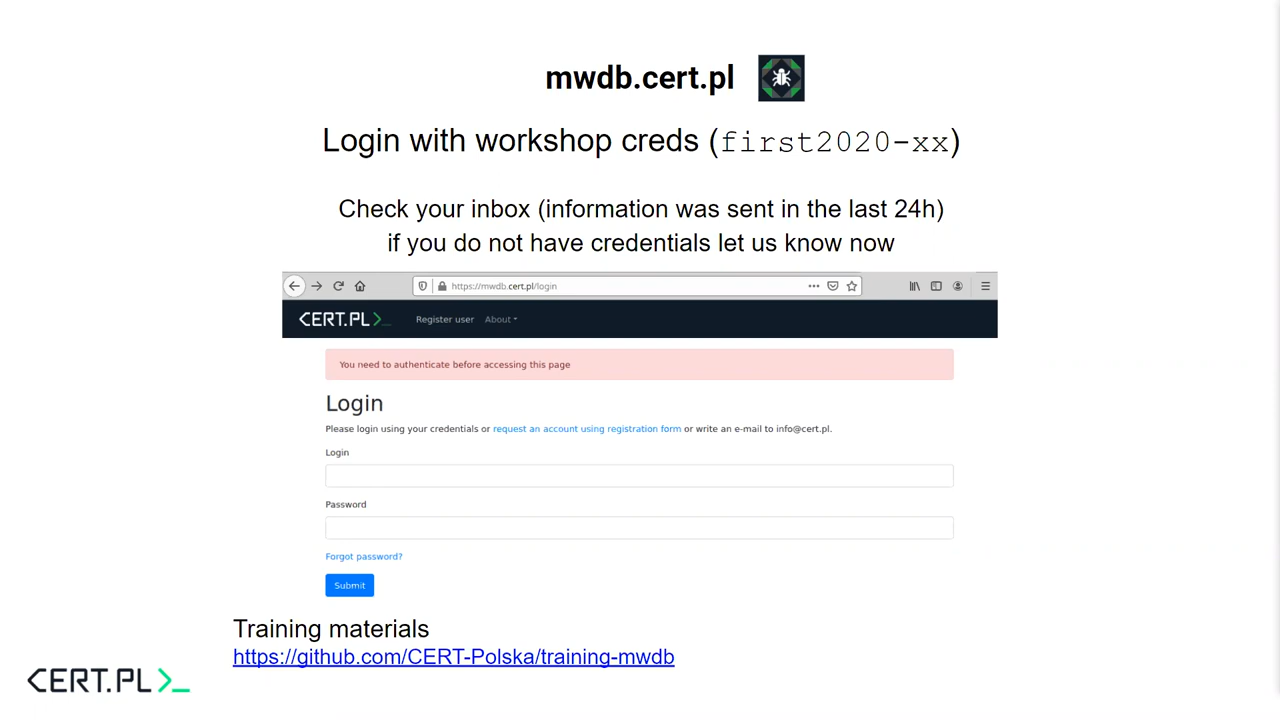 mwdb.cert.pl
Login with workshop creds (first2020-xx)
Check your inbox (information was sent in the last 24h)
if you do not have credentials let us know now
https://mwdb.cert.pl/login
CERT.PL>_
Register user
About
You need to authenticate before accessing this page
Login
Please login using your credentials or request an account using registration form or write an e-mail to info@cert.pl.
Login
Password
Forgot password?
Submit
Training materials
https://github.com/CERT-Polska/training-mwdb
CERT.PL>_